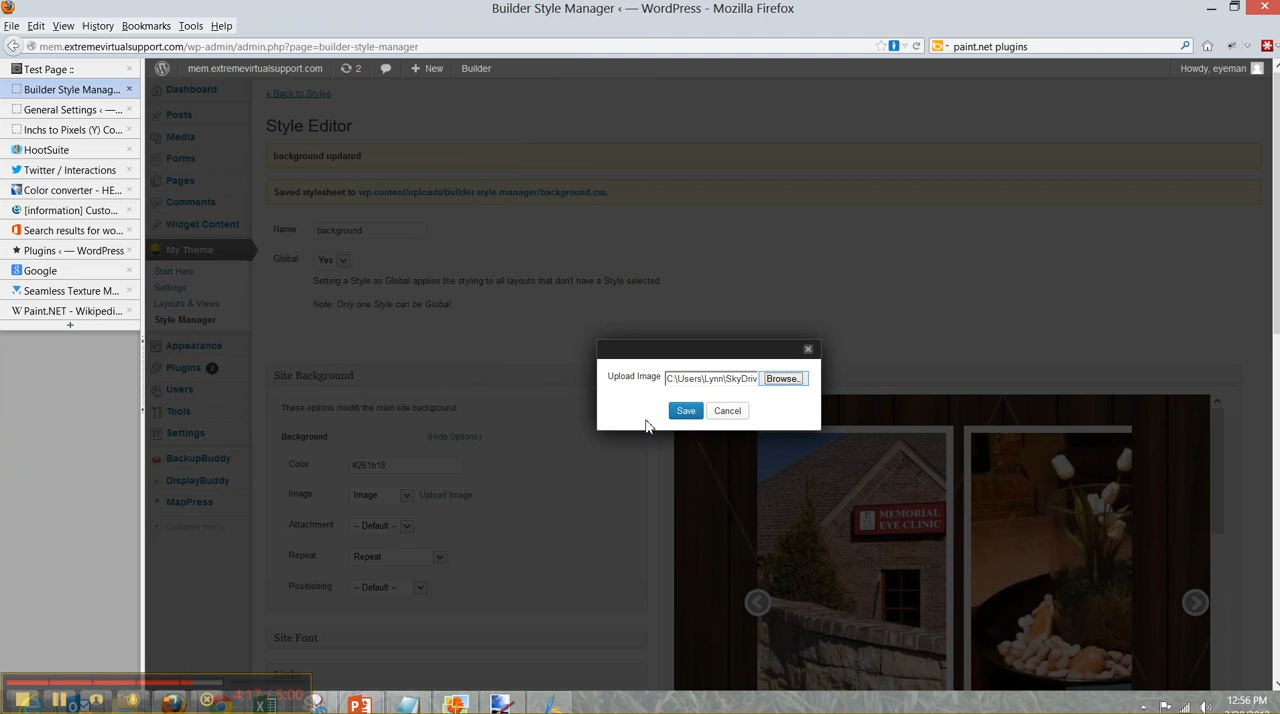 Builder Style Manager ‹ — WordPress - Mozilla Firefox
File Edit View History Bookmarks Tools Help
mem.extremevirtualsupport.com/wp-admin/admin.php?page=builder-style-manager
paint.net plugins
Test Page ::
Builder Style Manag...
General Settings ‹ —...
Inchs to Pixels (Y) Co...
HootSuite
Twitter / Interactions
Color converter - HE...
[information] Custo...
Search results for wo...
Plugins ‹ — WordPress
Google
Seamless Texture M...
Paint.NET - Wikipedi...
mem.extremevirtualsupport.com 2 New Builder
Howdy, eyeman
Dashboard
Posts
Media
Forms
Pages
Comments
Widget Content
My Theme
Start Here
Settings
Layouts & Views
Style Manager
Appearance
Plugins 2
Users
Tools
Settings
BackupBuddy
DisplayBuddy
MapPress
Collapse menu
« Back to Styles
Style Editor
background updated
Saved stylesheet to wp-content/uploads/builder-style-manager/background.css.
Name background
Global Yes
Setting a Style as Global applies the styling to all layouts that don't have a Style selected.
Note: Only one Style can be Global.
Upload Image C:\Users\Lynn\SkyDriv Browse..
Save Cancel
Site Background
These options modify the main site background.
Background (Hide Options)
Color #261b18
Image Image Upload Image
Attachment -- Default --
Repeat Repeat
Positioning -- Default --
Site Font
Links
MEMORIAL
EYE CLINIC
4:17 / 5:00
12:56 PM